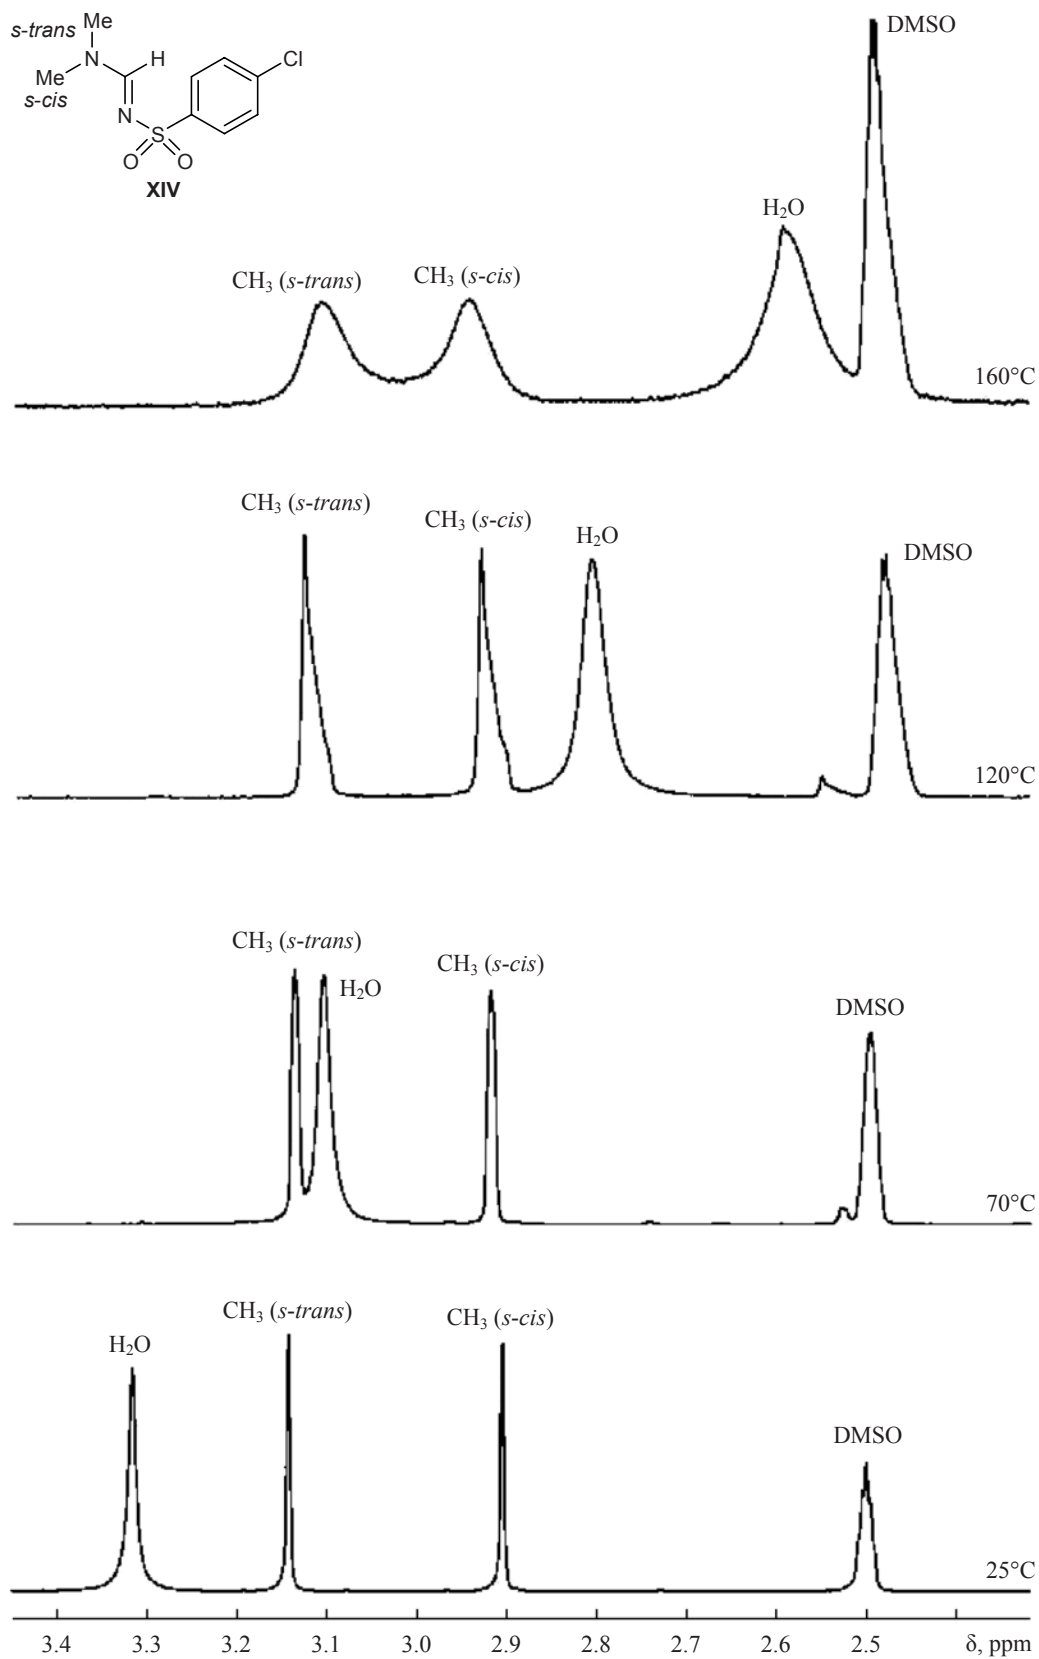 s-trans Me
N H
Me
s-cis
Cl
N
S
O O
XIV
DMSO
H₂O
CH₃ (s-trans) CH₃ (s-cis)
160°C
CH₃ (s-trans) CH₃ (s-cis) H₂O DMSO
120°C
CH₃ (s-trans) H₂O CH₃ (s-cis) DMSO
70°C
H₂O CH₃ (s-trans) CH₃ (s-cis) DMSO
25°C
3.4 3.3 3.2 3.1 3.0 2.9 2.8 2.7 2.6 2.5 δ, ppm